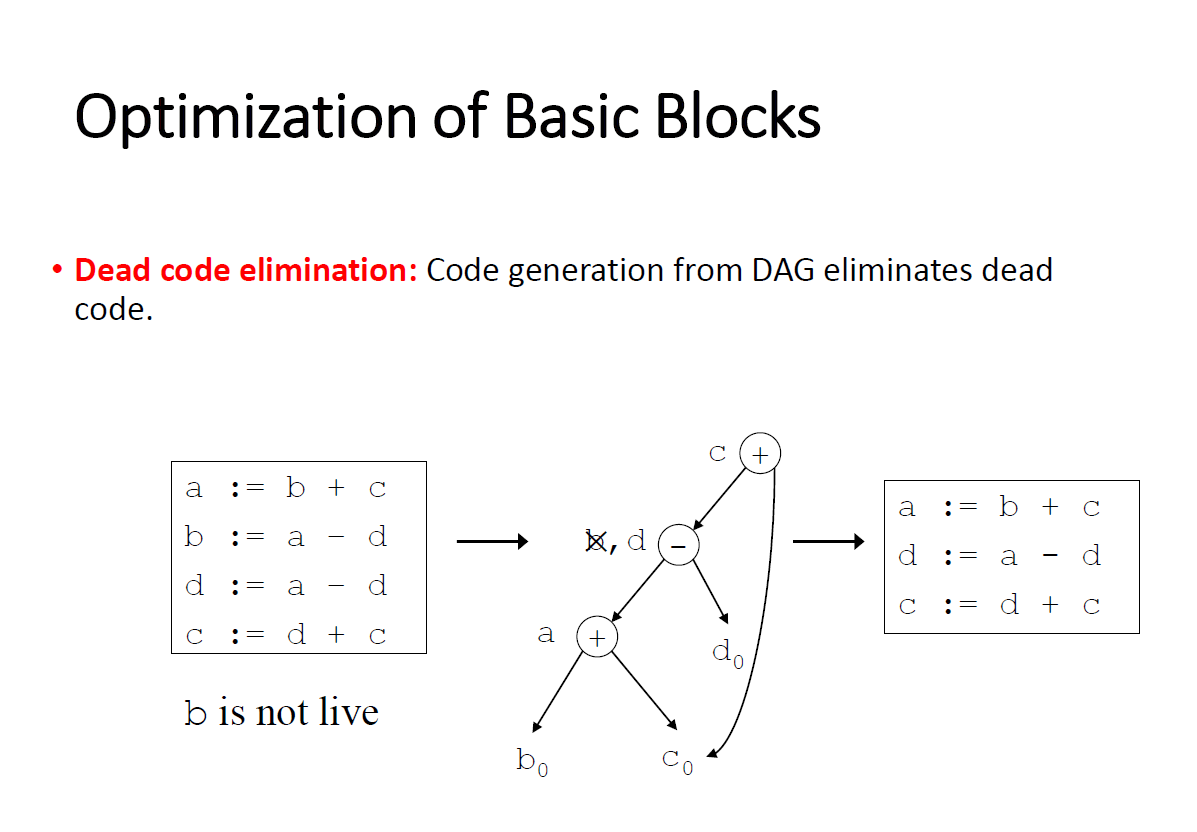 Optimization of Basic Blocks
• Dead code elimination: Code generation from DAG eliminates dead
code.
a := b + c
b := a - d
d := a - d
c := d + c
b is not live
c +
b, d -
a +
d0
b0
c0
a := b + c
d := a - d
c := d + c